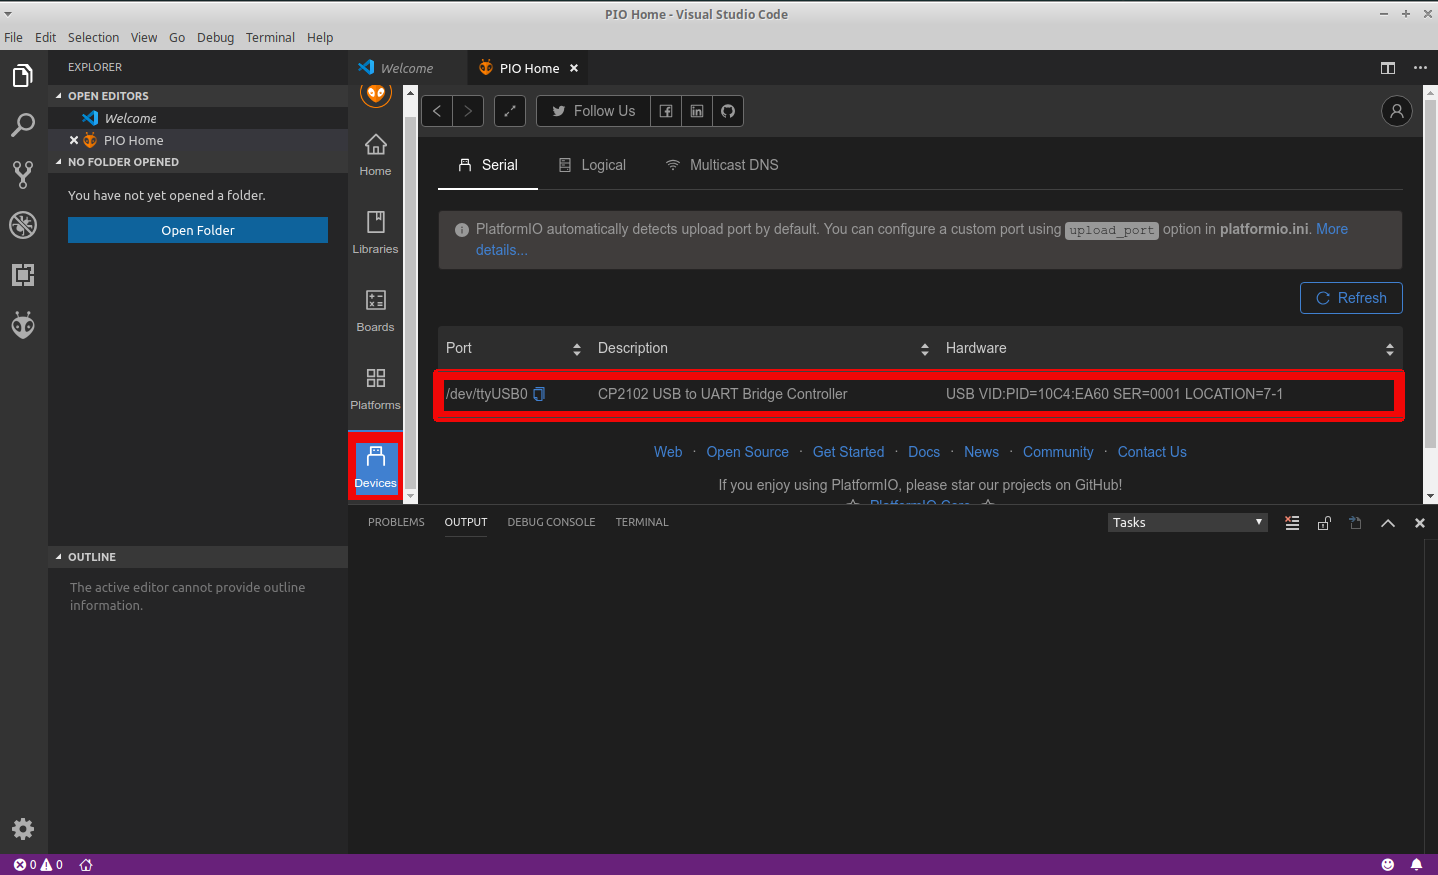 PIO Home - Visual Studio Code
File Edit Selection View Go Debug Terminal Help
EXPLORER
OPEN EDITORS
Welcome
PIO Home
NO FOLDER OPENED
You have not yet opened a folder.
Open Folder
OUTLINE
The active editor cannot provide outline
information.
Welcome
PIO Home
Home
Libraries
Boards
Platforms
Devices
Follow Us
Serial Logical Multicast DNS
PlatformIO automatically detects upload port by default. You can configure a custom port using upload_port option in platformio.ini. More
details...
Refresh
Port Description Hardware
/dev/ttyUSB0 CP2102 USB to UART Bridge Controller USB VID:PID=10C4:EA60 SER=0001 LOCATION=7-1
Web · Open Source · Get Started · Docs · News · Community · Contact Us
If you enjoy using PlatformIO, please star our projects on GitHub!
PlatformIO Core
PROBLEMS OUTPUT DEBUG CONSOLE TERMINAL
Tasks
0 0